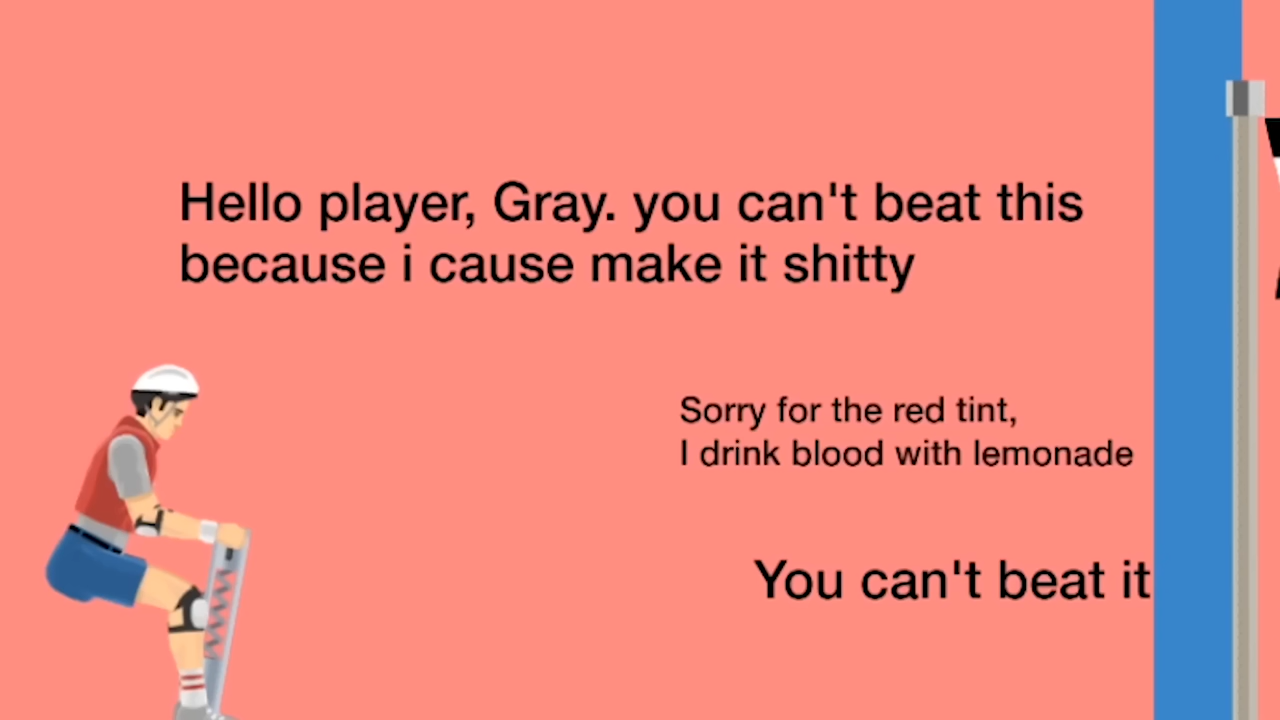 Hello player, Gray. you can't beat this
because i cause make it shitty
Sorry for the red tint,
I drink blood with lemonade
You can't beat it